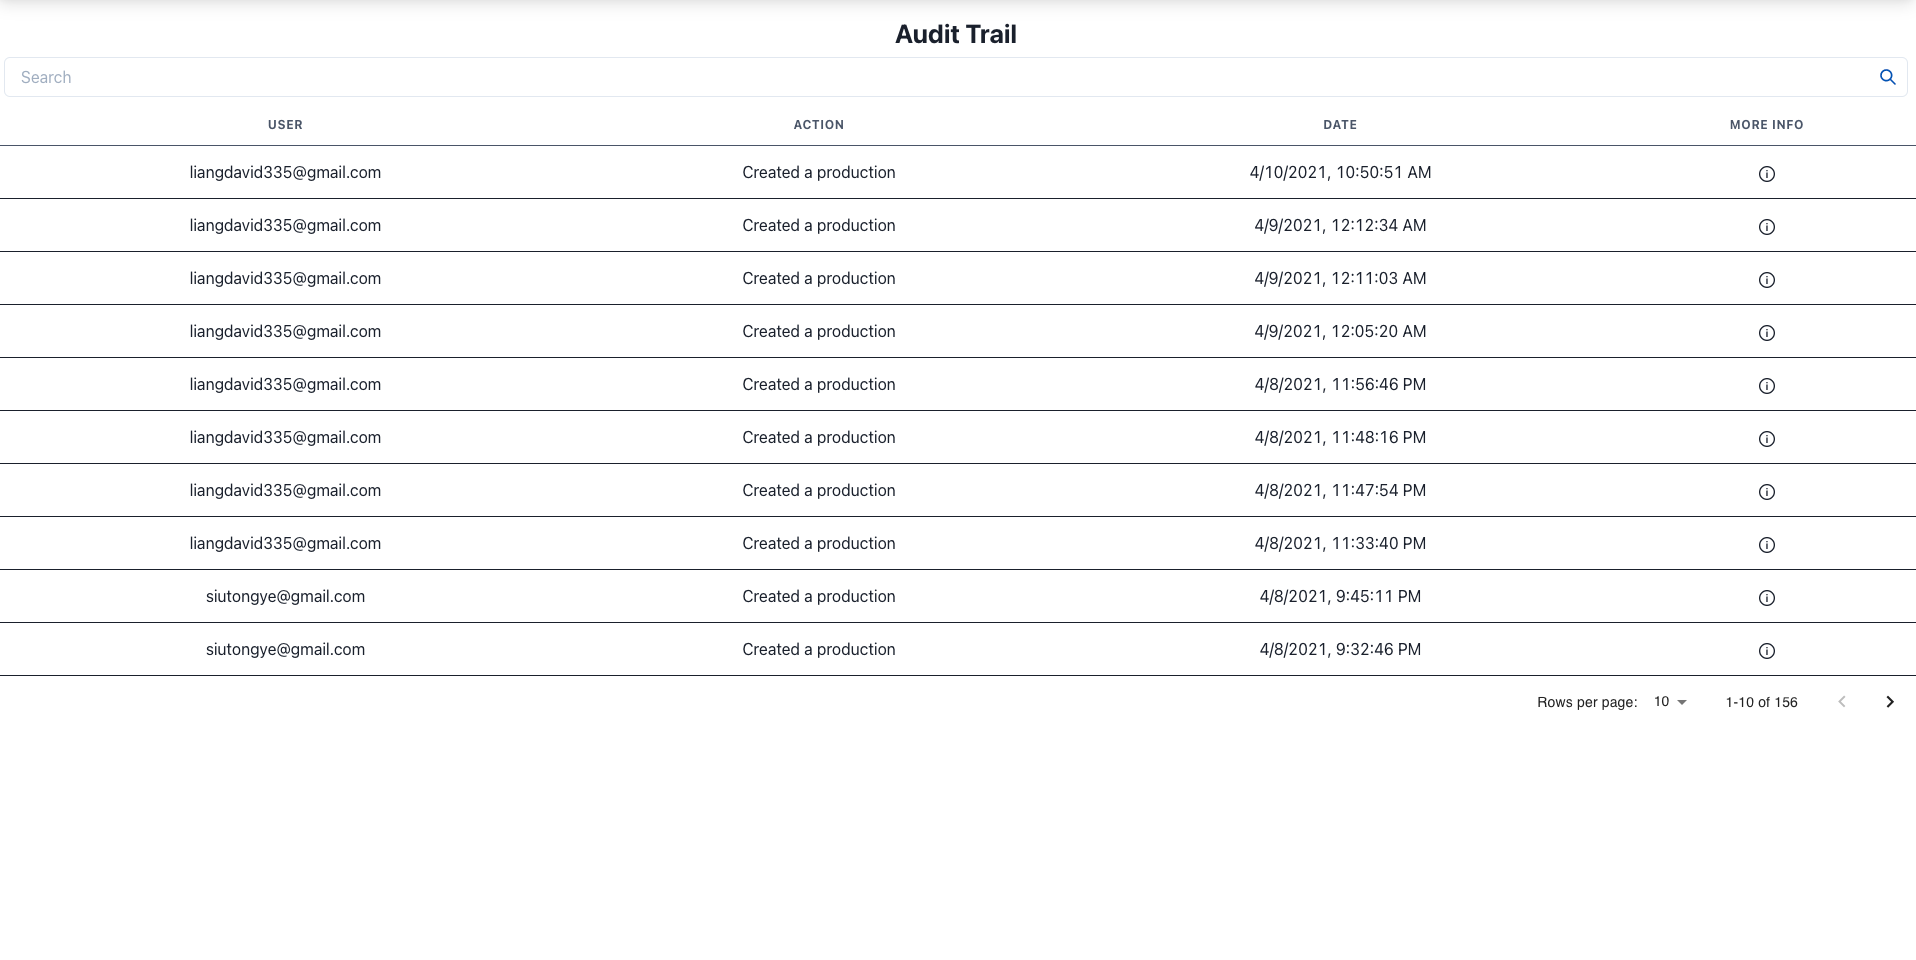 Audit Trail
Search
USER ACTION DATE MORE INFO
liangdavid335@gmail.com Created a production 4/10/2021, 10:50:51 AM
liangdavid335@gmail.com Created a production 4/9/2021, 12:12:34 AM
liangdavid335@gmail.com Created a production 4/9/2021, 12:11:03 AM
liangdavid335@gmail.com Created a production 4/9/2021, 12:05:20 AM
liangdavid335@gmail.com Created a production 4/8/2021, 11:56:46 PM
liangdavid335@gmail.com Created a production 4/8/2021, 11:48:16 PM
liangdavid335@gmail.com Created a production 4/8/2021, 11:47:54 PM
liangdavid335@gmail.com Created a production 4/8/2021, 11:33:40 PM
siutongye@gmail.com Created a production 4/8/2021, 9:45:11 PM
siutongye@gmail.com Created a production 4/8/2021, 9:32:46 PM
Rows per page: 10 1-10 of 156